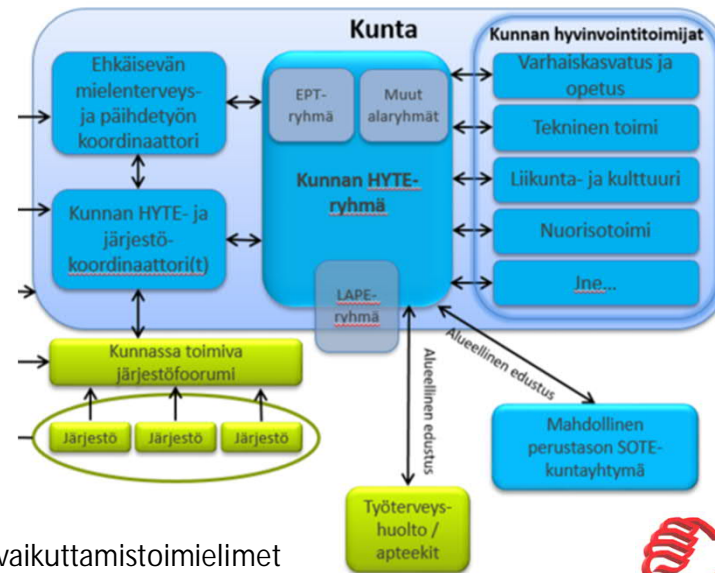 Kunta
Kunnan hyvinvointitoimijat
Ehkäisevän
mielenterveys-
ja päihdetyön
koordinaattori
EPT-
ryhmä
Muut
alaryhmät
Varhaiskasvatus ja
opetus
Tekninen toimi
Kunnan HYTE-
ryhmä
Liikunta- ja kulttuuri
Kunnan HYTE- ja
järjestö-
koordinaattori(t)
Nuorisotoimi
Jne...
LAPE-
ryhmä
Kunnassa toimiva
järjestöfoorumi
Alueellinen edustus
Alueellinen edustus
Järjestö
Järjestö
Järjestö
Mahdollinen
perustason SOTE-
kuntayhtymä
Työterveys-
huolto /
apteekit
vaikuttamistoimielimet